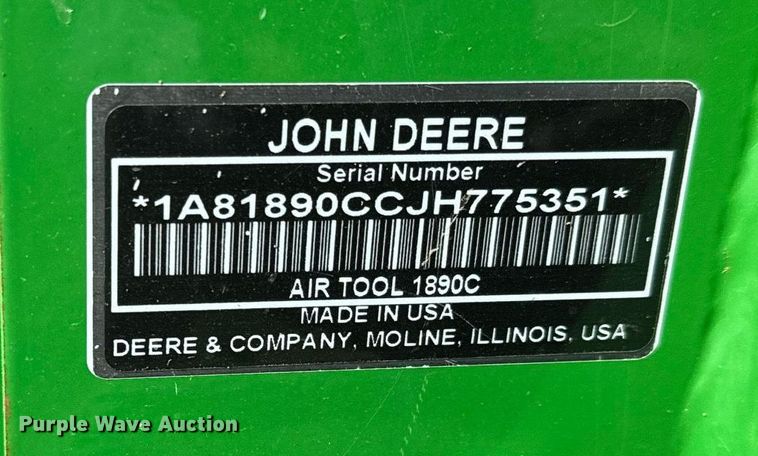 JOHN DEERE
Serial Number
*1A81890CCJH775351*
AIR TOOL 1890C
MADE IN USA
DEERE & COMPANY, MOLINE, ILLINOIS, USA
Purple Wave Auction